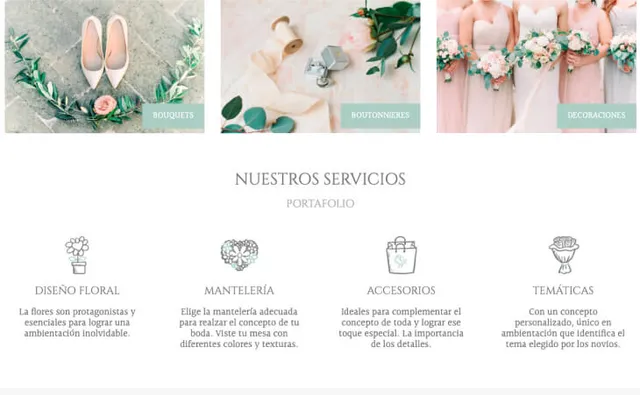 BOUQUETS
BOUTONNIERES
DECORACIONES
NUESTROS SERVICIOS
PORTAFOLIO
DISEÑO FLORAL
La flores son protagonistas y
esenciales para lograr una
ambientación inolvidable.
MANTELERÍA
Elige la mantelería adecuada
para realzar el concepto de tu
boda. Viste tu mesa con
diferentes colores y texturas.
ACCESORIOS
Ideales para complementar el
concepto de toda y lograr ese
toque especial. La importancia
de los detalles.
TEMÁTICAS
Con un concepto
personalizado, único en
ambientación que identifica el
tema elegido por los novios.